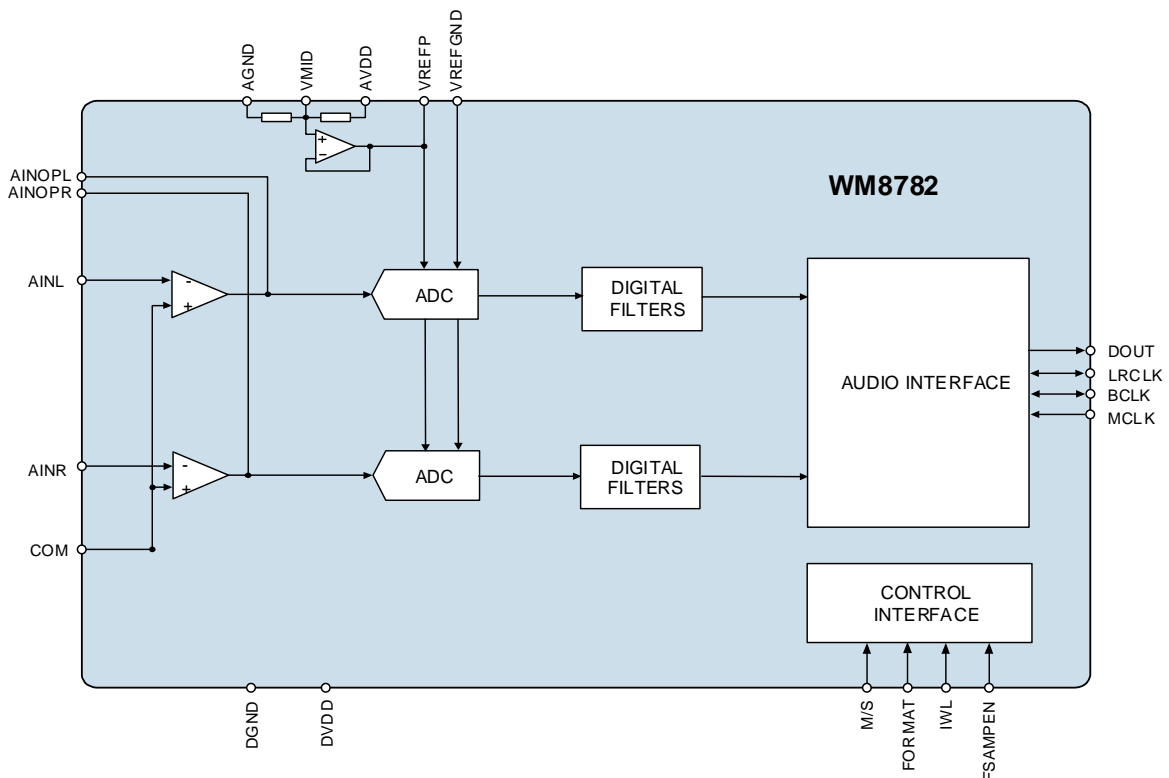 AGND
VMID
AVDD
VREFP
VREFGND
WM8782
AINOPL
AINOPR
+
-
AINL
-
+
ADC
DIGITAL
FILTERS
AUDIO INTERFACE
DOUT
LRCLK
BCLK
MCLK
AINR
-
+
ADC
DIGITAL
FILTERS
COM
CONTROL
INTERFACE
DGND
DVDD
M/S
FORMAT
IWL
FSAMPEN